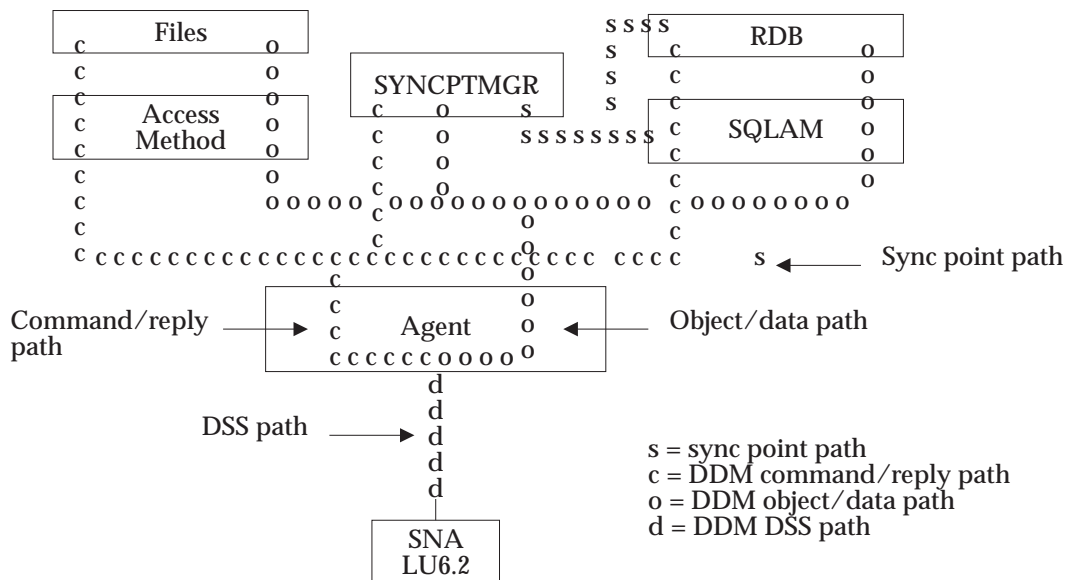 Files
RDB
SYNCPTMGR
Access
Method
SQLAM
s s s s
s
s
s
s s s s s s s s
c c c c c c c c c c c c c c c c c c c c c c c c c c c c c c c c
o o o o o o o o o o o o o o o o o o o o o o o o o o
s
Sync point path
Command/reply
path
Agent
Object/data path
c c c c c c o o o o o
d
d
d
d
d
DSS path
s = sync point path
c = DDM command/reply path
o = DDM object/data path
d = DDM DSS path
SNA
LU6.2